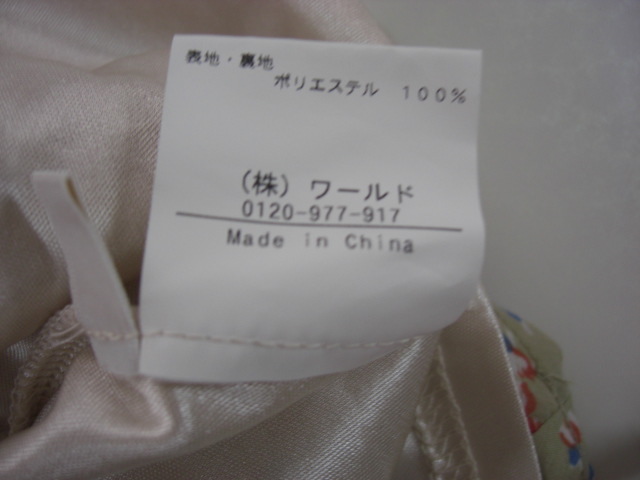 表地・裏地
ポリエステル 100%
(株) ワールド
0120-977-917
Made in China